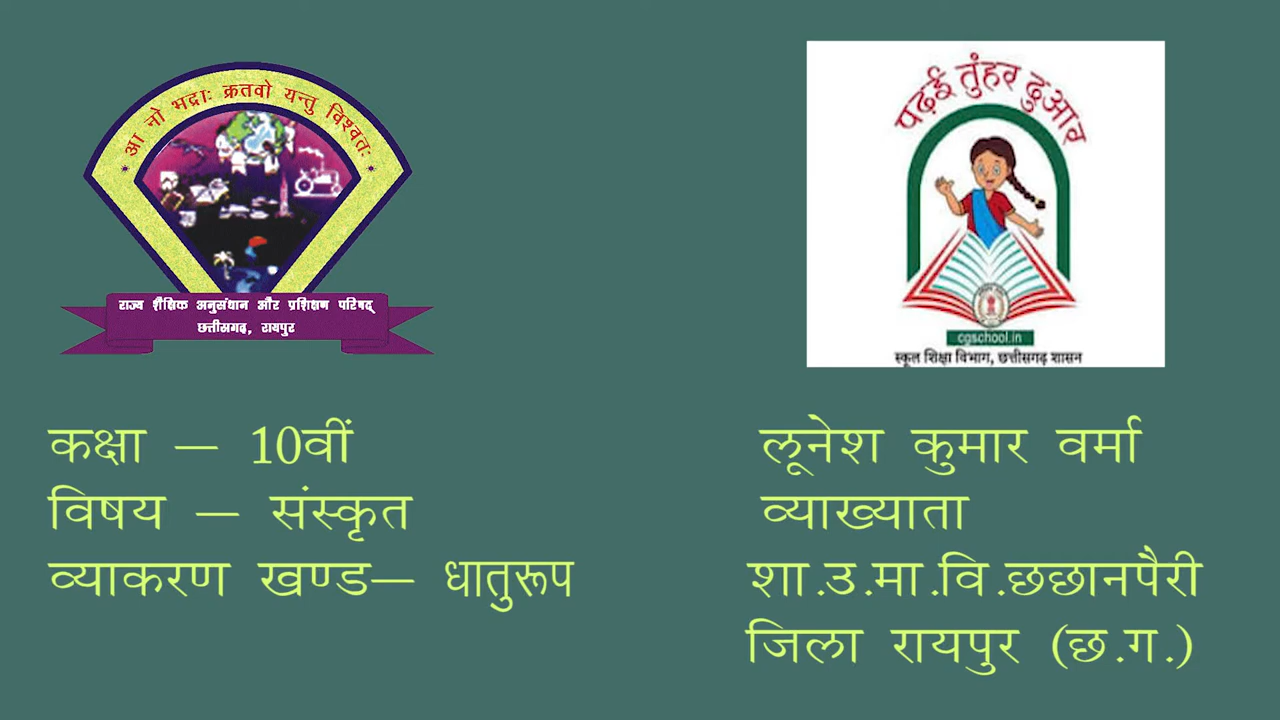 आ नो भद्राः क्रतवो यन्तु विश्वतः
राज्य शैक्षिक अनुसंधान और प्रशिक्षण परिषद्
छत्तीसगढ़, रायपुर
पढ़ई तुंहर दुआर
cgschool.in
स्कूल शिक्षा विभाग, छत्तीसगढ़ शासन
कक्षा – 10वीं
विषय – संस्कृत
व्याकरण खण्ड– धातुरूप
लूनेश कुमार वर्मा
व्याख्याता
शा.उ.मा.वि.छछानपैरी
जिला रायपुर (छ.ग.)